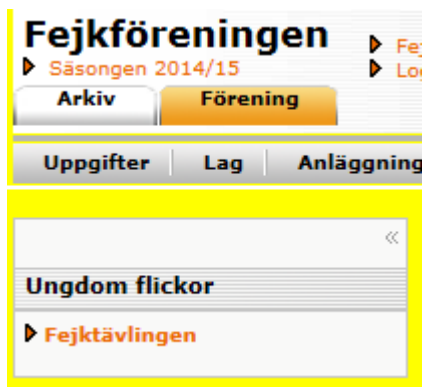 Fejkföreningen
Säsongen 2014/15
Arkiv Förening
Uppgifter Lag Anläggning
«
Ungdom flickor
Fejktävlingen